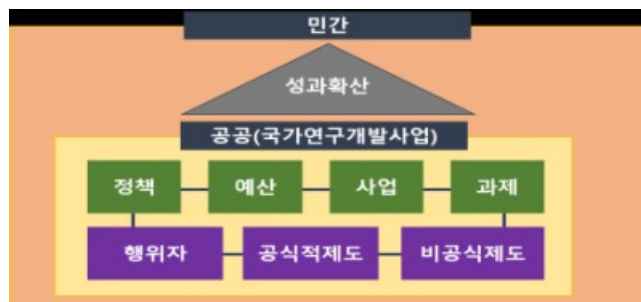 민간
성과확산
공공(국가연구개발사업)
정책 예산 사업 과제
행위자 공식적제도 비공식제도